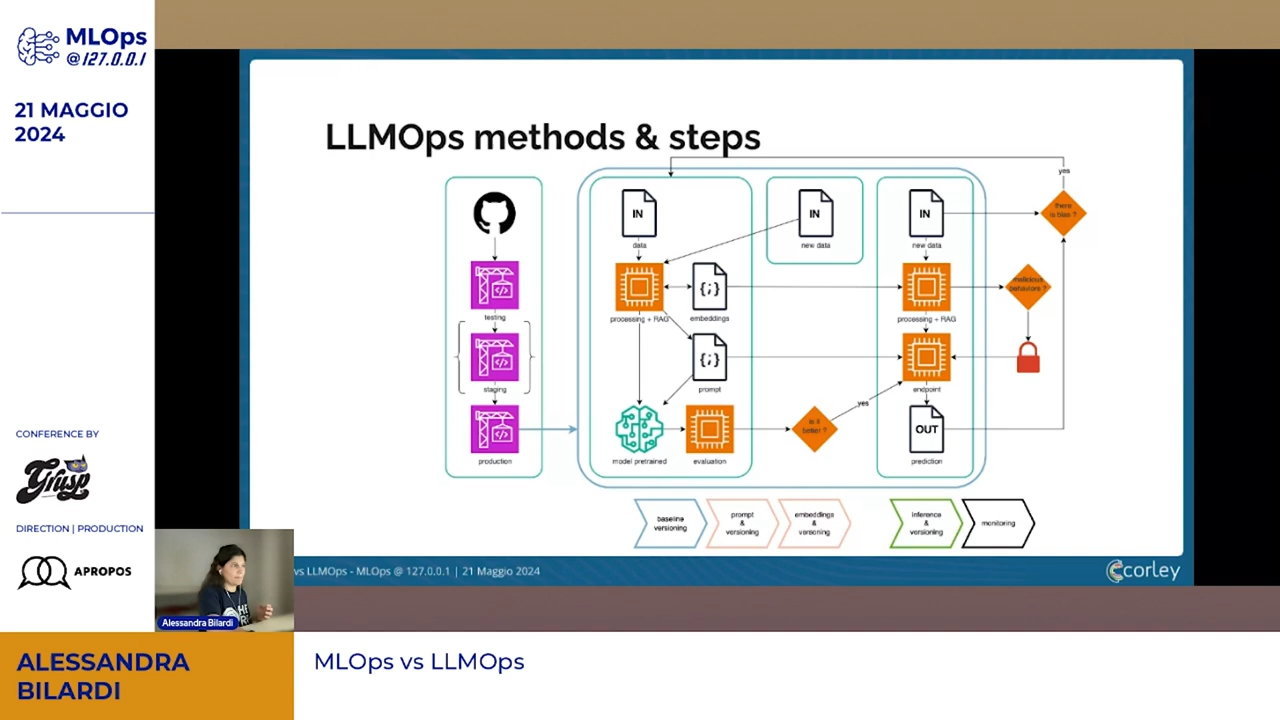 MLOps
@127.0.0.1
21 MAGGIO
2024
CONFERENCE BY
Grusp
DIRECTION | PRODUCTION
APROPOS
LLMOps methods & steps
yes
IN
data
IN
new data
IN
new data
there
is bias ?
testing
processing + RAG
{;}
embeddings
processing + RAG
malicious
behaviors ?
staging
{;}
prompt
endpoint
yes
production
model pretrained
evaluation
is it
better ?
OUT
prediction
baseline
versioning
prompt
&
versioning
embeddings
&
versioning
inference
&
versioning
monitoring
vs LLMOps - MLOps @ 127.0.0.1 | 21 Maggio 2024
corley
Alessandra Bilardi
ALESSANDRA
BILARDI
MLOps vs LLMOps